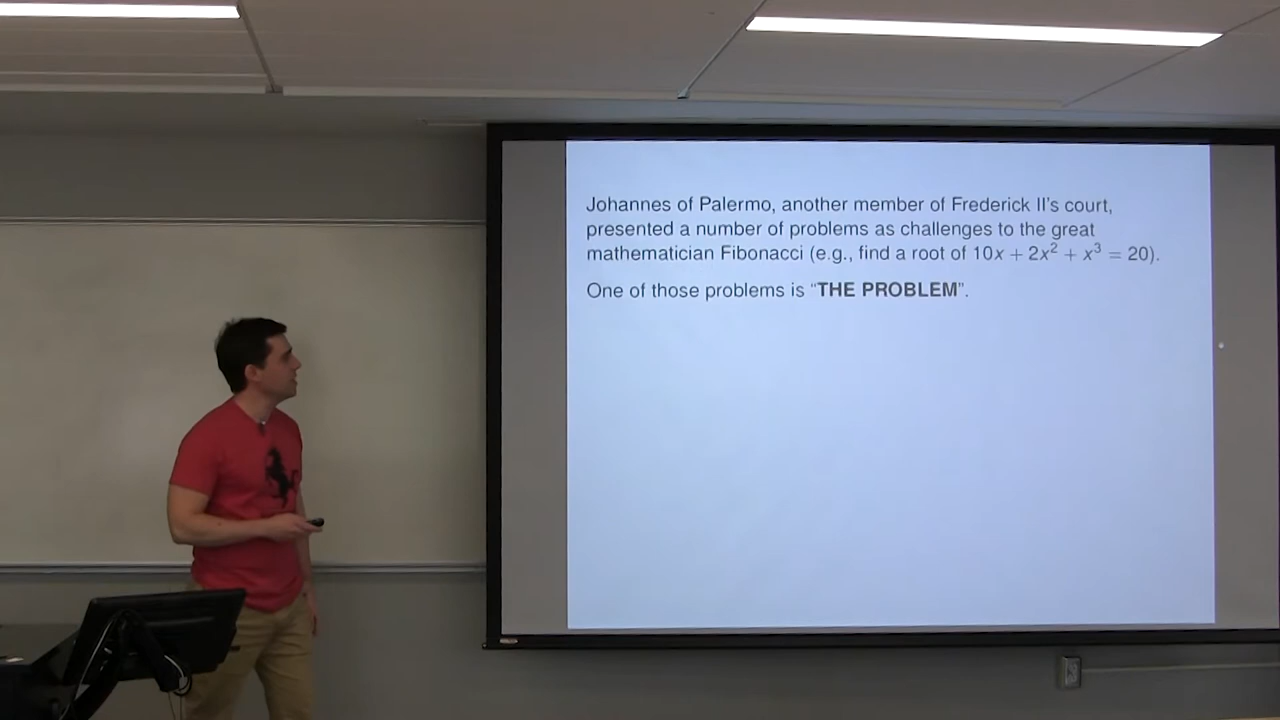 Johannes of Palermo, another member of Frederick II's court,
presented a number of problems as challenges to the great
mathematician Fibonacci (e.g., find a root of 10x + 2x² + x³ = 20).
One of those problems is “THE PROBLEM”.